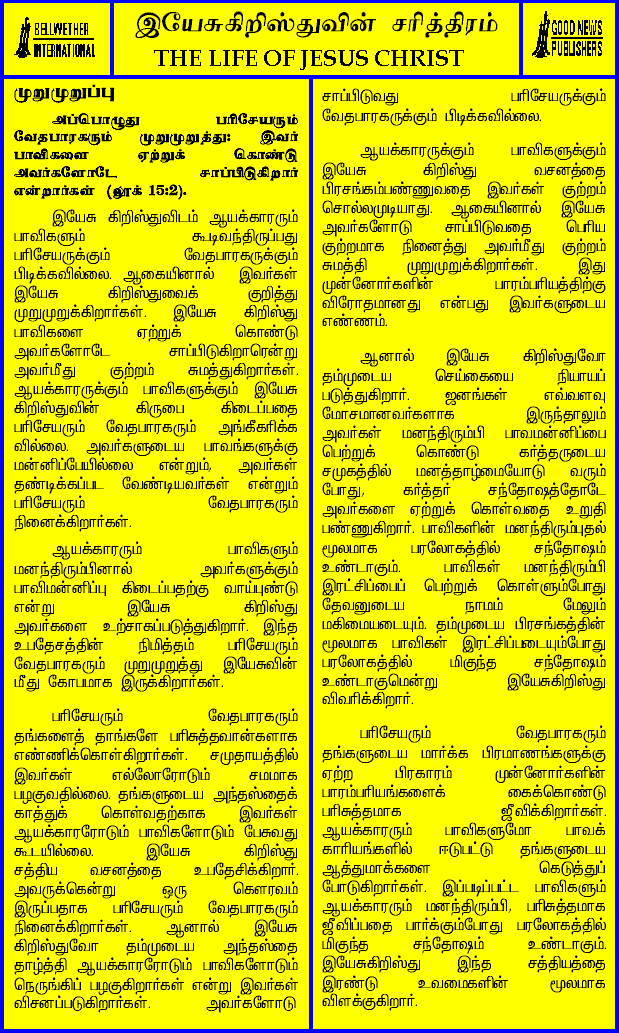 BELLWETHER
INTERNATIONAL
இயேசுகிறிஸ்துவின் சரித்திரம்
THE LIFE OF JESUS CHRIST
GOOD NEWS
PUBLISHERS
முறுமுறுப்பு
அப்பொழுது பரிசேயரும்
வேதபாரகரும் முறுமுறுத்து: இவர்
பாவிகளை ஏற்றுக் கொண்டு
அவர்களோடே சாப்பிடுகிறார்
என்றார்கள் (லூக் 15:2).
இயேசு கிறிஸ்துவிடம் ஆயக்காரரும்
பாவிகளும் கூடிவந்திருப்பது
பரிசேயருக்கும் வேதபாரகருக்கும்
பிடிக்கவில்லை. ஆகையினால் இவர்கள்
இயேசு கிறிஸ்துவைக் குறித்து
முறுமுறுக்கிறார்கள். இயேசு கிறிஸ்து
பாவிகளை ஏற்றுக் கொண்டு
அவர்களோடே சாப்பிடுகிறாரென்று
அவர்மீது குற்றம் சுமத்துகிறார்கள்.
ஆயக்காரருக்கும் பாவிகளுக்கும் இயேசு
கிறிஸ்துவின் கிருபை கிடைப்பதை
பரிசேயரும் வேதபாரகரும் அங்கீகரிக்க
வில்லை. அவர்களுடைய பாவங்களுக்கு
மன்னிப்பேயில்லை என்றும், அவர்கள்
தண்டிக்கப்பட வேண்டியவர்கள் என்றும்
பரிசேயரும் வேதபாரகரும்
நினைக்கிறார்கள்.
ஆயக்காரரும் பாவிகளும்
மனந்திரும்பினால் அவர்களுக்கும்
பாவிமன்னிப்பு கிடைப்பதற்கு வாய்புண்டு
என்று இயேசு கிறிஸ்து
அவர்களை உற்சாகப்படுத்துகிறார். இந்த
உபதேசத்தின் நிமித்தம் பரிசேயரும்
வேதபாரகரும் முறுமுறுத்து இயேசுவின்
மீது கோபமாக இருக்கிறார்கள்.
பரிசேயரும் வேதபாரகரும்
தங்களைத் தாங்களே பரிசுத்தவான்களாக
எண்ணிக்கொள்கிறார்கள். சமுதாயத்தில்
இவர்கள் எல்லோரோடும் சமமாக
பழகுவதில்லை. தங்களுடைய அந்தஸ்தைக்
காத்துக் கொள்வதற்காக இவர்கள்
ஆயக்காரரோடும் பாவிகளோடும் பேசுவது
கூடயில்லை. இயேசு கிறிஸ்து
சத்திய வசனத்தை உபதேசிக்கிறார்.
அவருக்கென்று ஒரு கௌரவம்
இருப்பதாக பரிசேயரும் வேதபாரகரும்
நினைக்கிறார்கள். ஆனால் இயேசு
கிறிஸ்துவோ தம்முடைய அந்தஸ்தை
தாழ்த்தி ஆயக்காரரோடும் பாவிகளோடும்
நெருங்கிப் பழகுகிறார்கள் என்று இவர்கள்
விசனப்படுகிறார்கள். அவர்களோடு
சாப்பிடுவது பரிசேயருக்கும்
வேதபாரகருக்கும் பிடிக்கவில்லை.
ஆயக்காரருக்கும் பாவிகளுக்கும்
இயேசு கிறிஸ்து வசனத்தை
பிரசங்கம்பண்ணுவதை இவர்கள் குற்றம்
சொல்லமுடியாது. ஆகையினால் இயேசு
அவர்களோடு சாப்பிடுவதை பெரிய
குற்றமாக நினைத்து அவர்மீது குற்றம்
சுமத்தி முறுமுறுக்கிறார்கள். இது
முன்னோர்களின் பாரம்பரியத்திற்கு
விரோதமானது என்பது இவர்களுடைய
எண்ணம்.
ஆனால் இயேசு கிறிஸ்துவோ
தம்முடைய செய்கையை நியாயப்
படுத்துகிறார். ஜனங்கள் எவ்வளவு
மோசமானவர்களாக இருந்தாலும்
அவர்கள் மனந்திரும்பி பாவமன்னிப்பை
பெற்றுக் கொண்டு கர்த்தருடைய
சமுகத்தில் மனத்தாழ்மையோடு வரும்
போது, கர்த்தர் சந்தோஷத்தோடே
அவர்களை ஏற்றுக் கொள்வதை உறுதி
பண்ணுகிறார். பாவிகளின் மனந்திரும்புதல்
மூலமாக பரலோகத்தில் சந்தோஷம்
உண்டாகும். பாவிகள் மனந்திரும்பி
இரட்சிப்பைப் பெற்றுக் கொள்ளும்போது
தேவனுடைய நாமம் மேலும்
மகிமையடையும். தம்முடைய பிரசங்கத்தின்
மூலமாக பாவிகள் இரட்சிப்படையும்போது
பரலோகத்தில் மிகுந்த சந்தோஷம்
உண்டாகுமென்று இயேசுகிறிஸ்து
விவரிக்கிறார்.
பரிசேயரும் வேதபாரகரும்
தங்களுடைய மார்க்க பிரமாணங்களுக்கு
ஏற்ற பிரகாரம் முன்னோர்களின்
பாரம்பரியங்களைக் கைக்கொண்டு
பரிசுத்தமாக ஜீவிக்கிறார்கள்.
ஆயக்காரரும் பாவிகளுமோ பாவக்
காரியங்களில் ஈடுபட்டு தங்களுடைய
ஆத்துமாக்களை கெடுத்துப்
போடுகிறார்கள். இப்படிப்பட்ட பாவிகளும்
ஆயக்காரரும் மனந்திரும்பி, பரிசுத்தமாக
ஜீவிப்பதை பார்க்கும்போது பரலோகத்தில்
மிகுந்த சந்தோஷம் உண்டாகும்.
இயேசுகிறிஸ்து இந்த சத்தியத்தை
இரண்டு உவமைகளின் மூலமாக
விளக்குகிறார்.